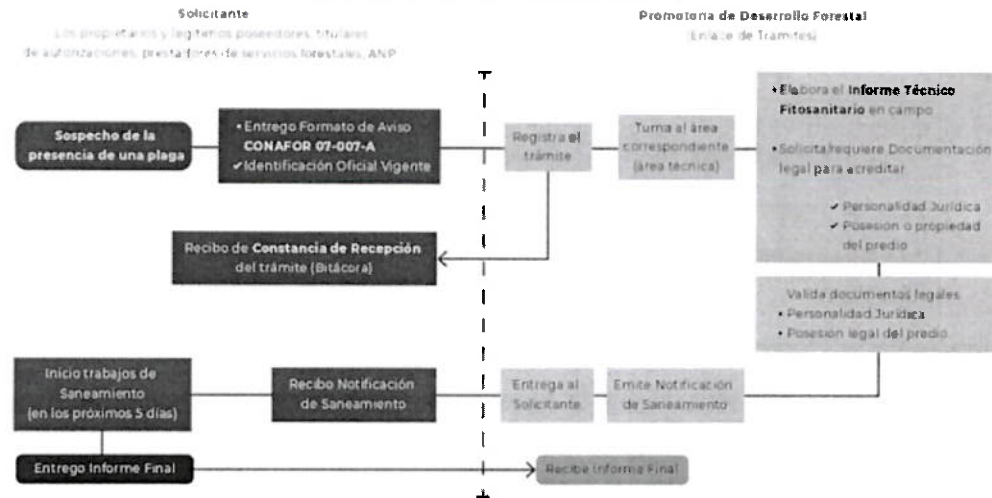 Solicitante
Los propietarios y legítimos poseedores, titulares
de autorizaciones, prestadores de servicios forestales, ANP
Promotoría de Desarrollo Forestal
(Enlace de Trámites)
Sospecho de la
presencia de una plaga
• Entrego Formato de Aviso
CONAFOR 07-007-A
✔ Identificación Oficial Vigente
Registra el
trámite
Turna al área
correspondiente
(área técnica)
• Elabora el Informe Técnico
Fitosanitario en campo
• Solicita/requiere Documentación
legal para acreditar
✔ Personalidad Jurídica
✔ Posesión o propiedad
del predio
Recibo de Constancia de Recepción
del trámite (Bitácora)
Valida documentos legales
• Personalidad Jurídica
• Posesión legal del predio
Inicio trabajos de
Saneamiento
(en los próximos 5 días)
Recibo Notificación
de Saneamiento
Entrega al
Solicitante
Emite Notificación
de Saneamiento
Entrego Informe Final
Recibe Informe Final